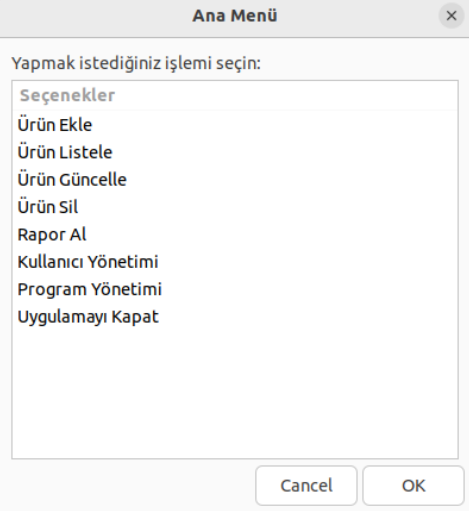 Ana Menü
Yapmak istediğiniz işlemi seçin:
Seçenekler
Ürün Ekle
Ürün Listele
Ürün Güncelle
Ürün Sil
Rapor Al
Kullanıcı Yönetimi
Program Yönetimi
Uygulamayı Kapat
Cancel OK